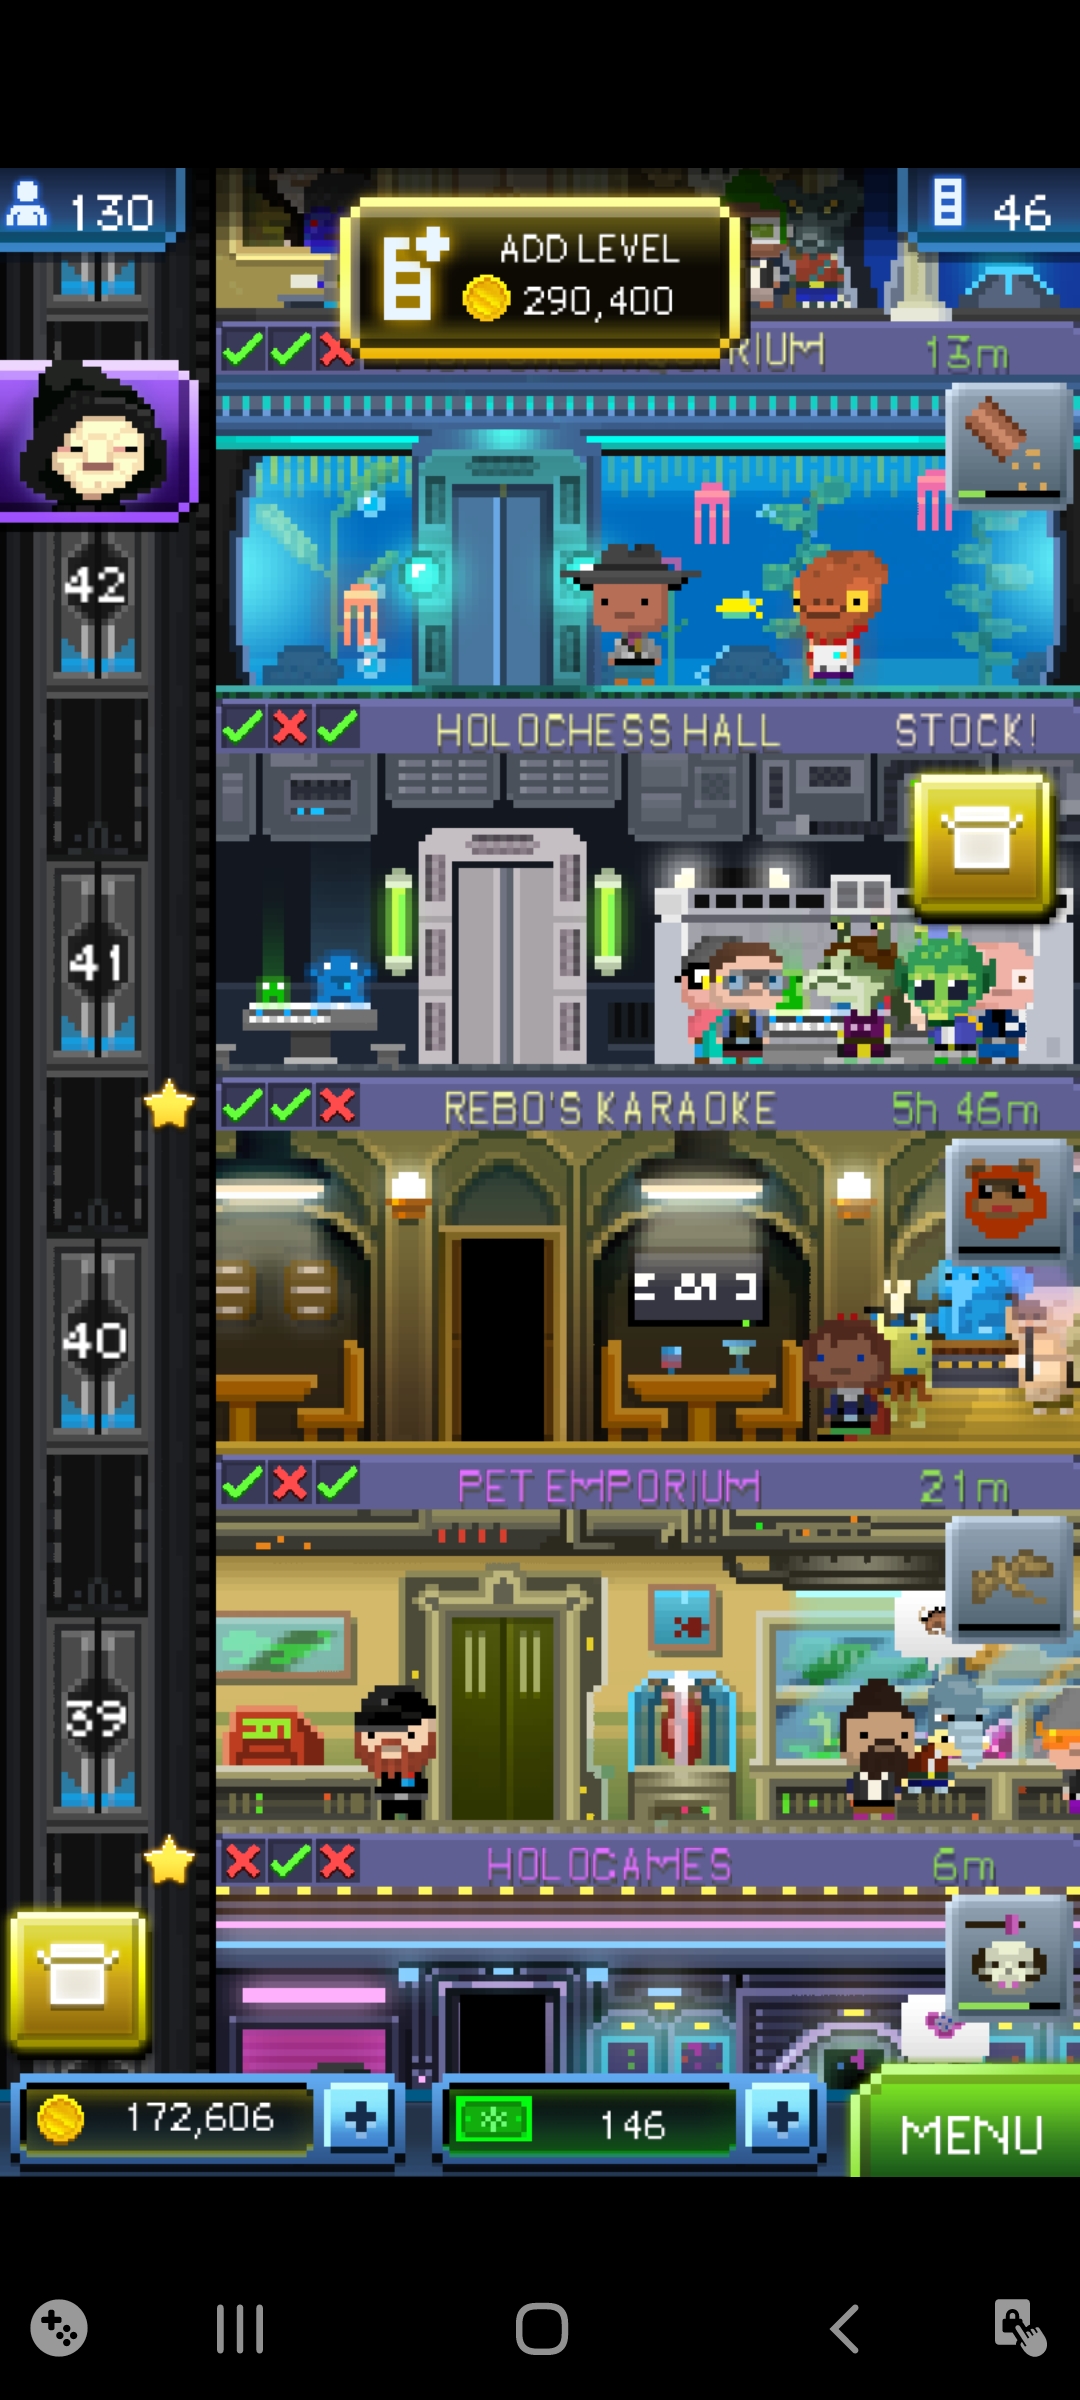 130
46
ADD LEVEL
290,400
RIUM 13m
42
HOLOCHESS HALL STOCK!
41
REBO'S KARAOKE 5h 46m
40
PET EMPORIUM 21m
39
HOLOGAMES 6m
172,606
146
MENU